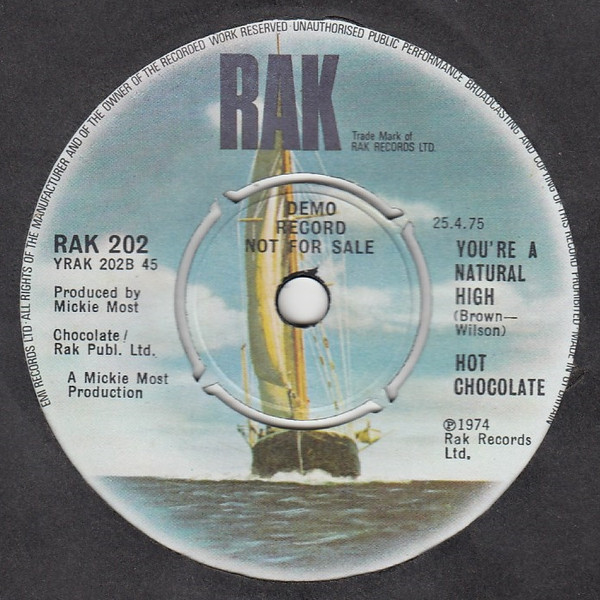 EMI RECORDS LTD·ALL RIGHTS OF THE MANUFACTURER AND OF THE OWNER OF THE RECORDED WORK RESERVED UNAUTHORISED PUBLIC PERFORMANCE BROADCASTING AND COPYING OF THIS RECORD PROHIBITED MADE IN GT BRITAIN
RAK
Trade Mark of
RAK RECORDS LTD.
DEMO
RECORD
NOT FOR SALE
RAK 202
YRAK 202B 45
Produced by
Mickie Most
Chocolate/
Rak Publ. Ltd.
A Mickie Most
Production
25.4.75
YOU'RE A
NATURAL
HIGH
(Brown—
Wilson)
HOT
CHOCOLATE
℗1974
Rak Records
Ltd.